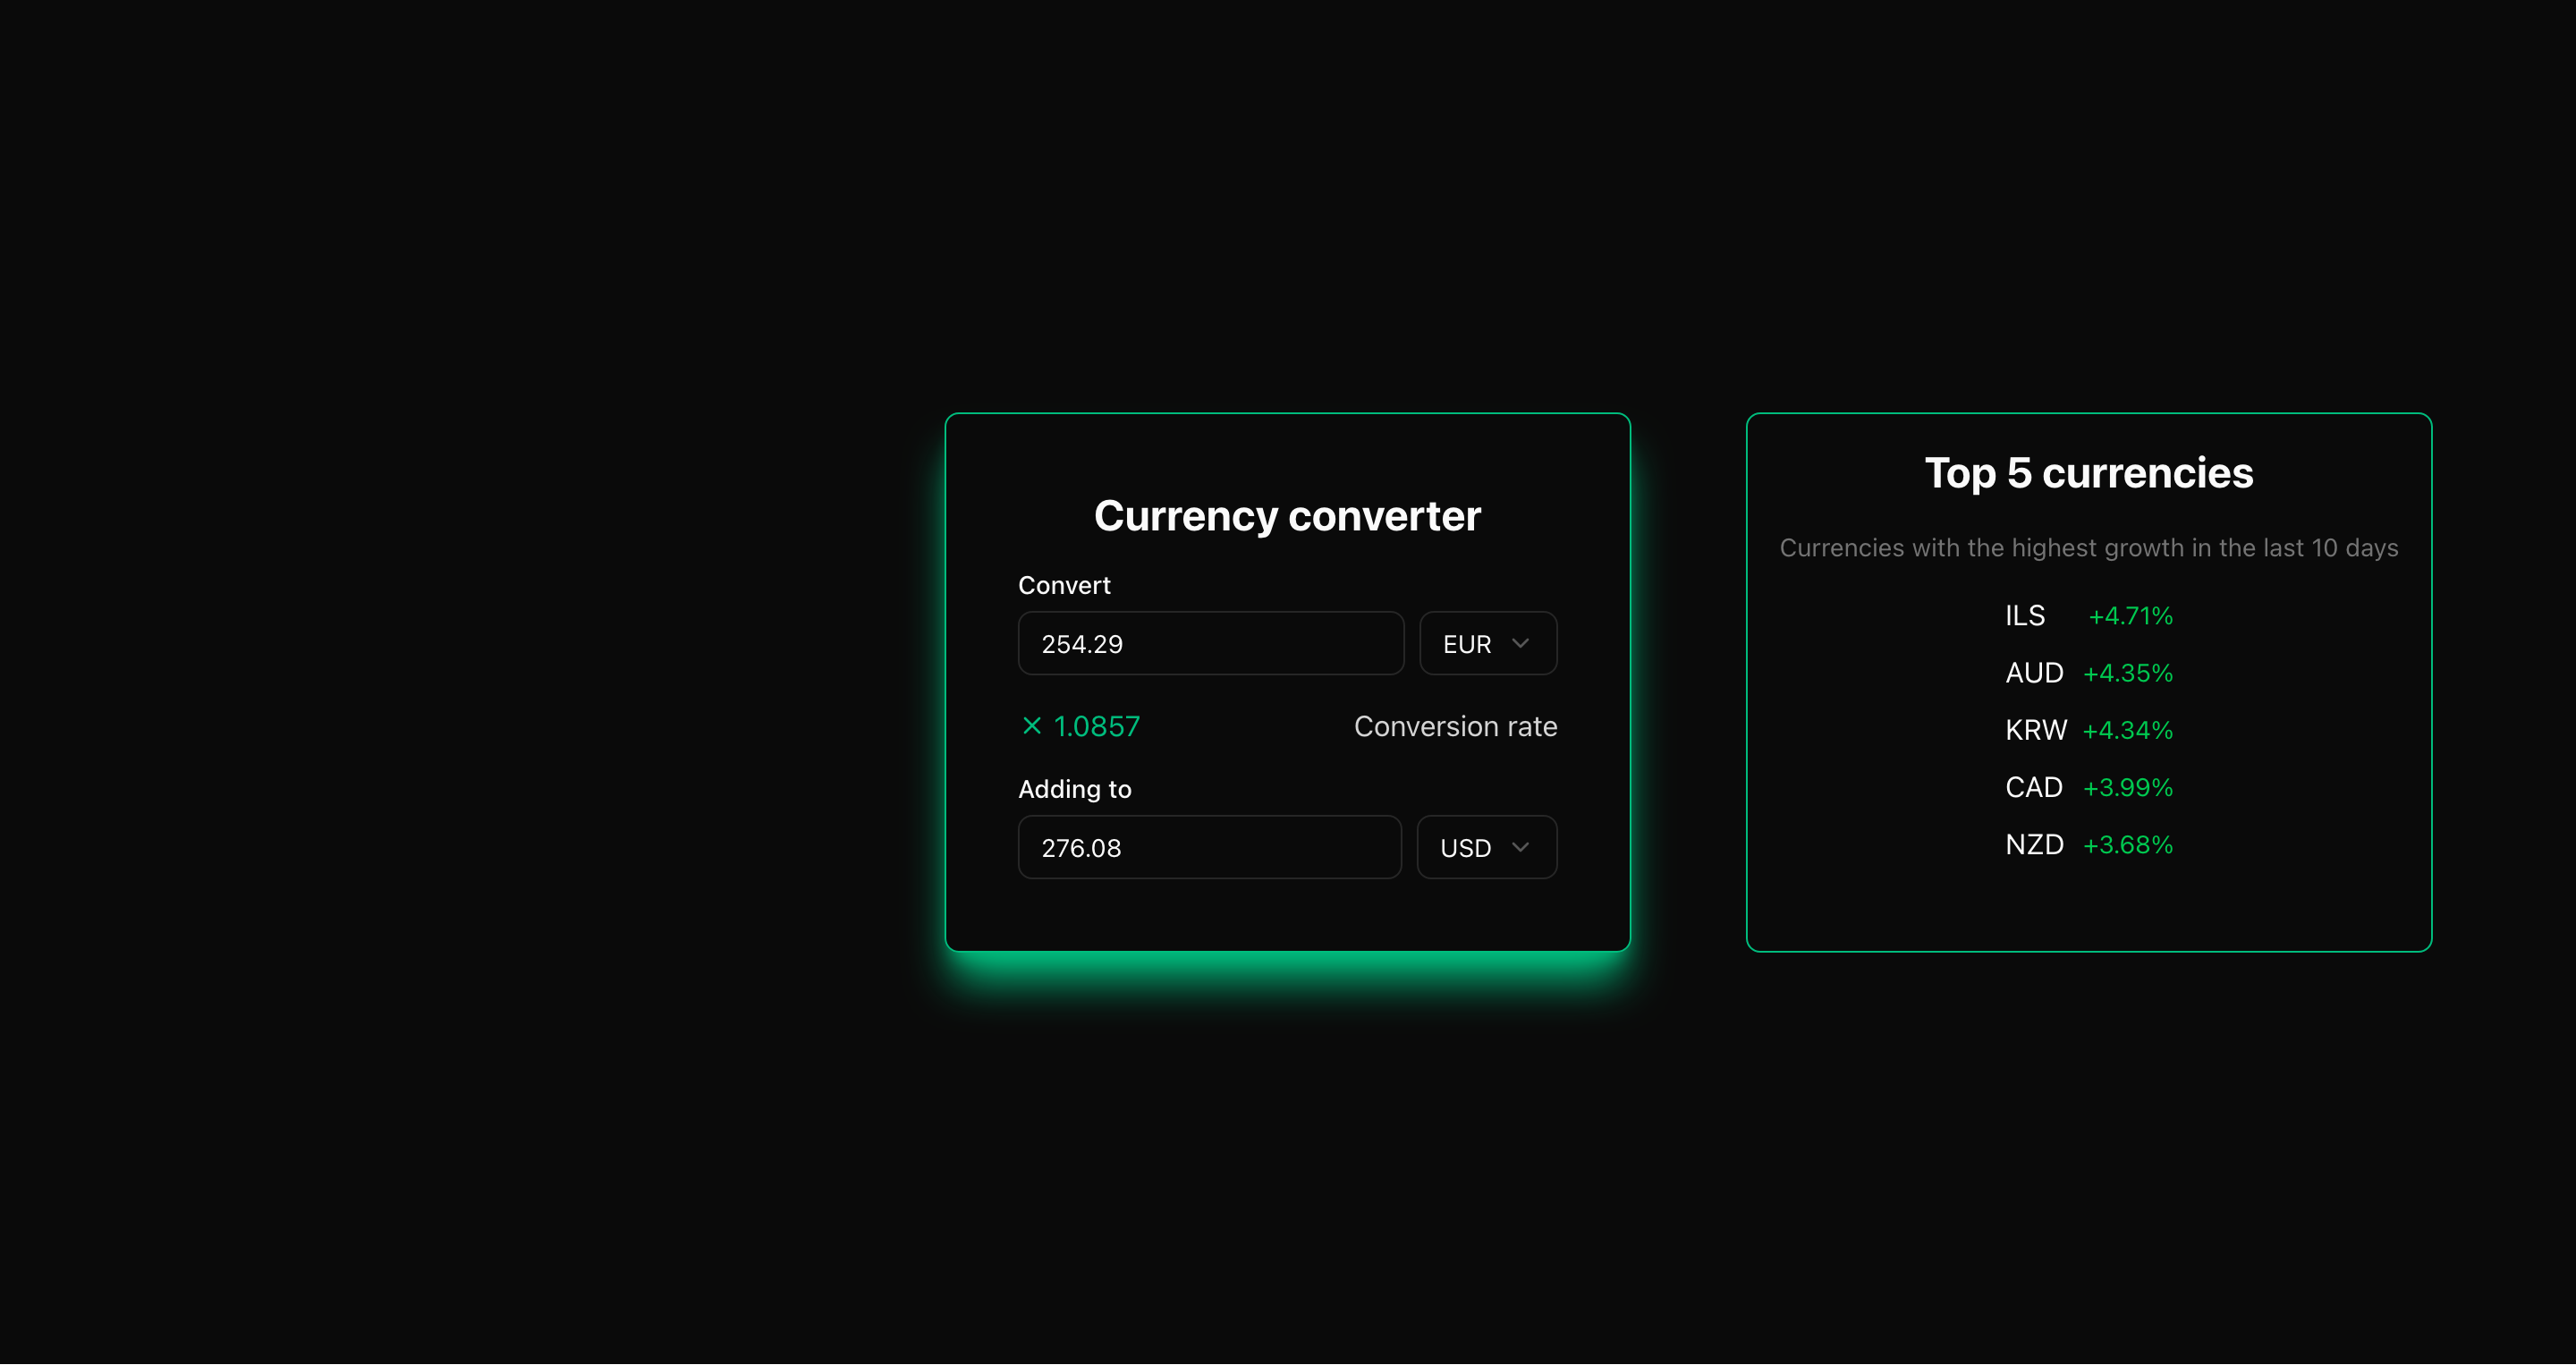 Currency converter
Convert
254.29 EUR
× 1.0857 Conversion rate
Adding to
276.08 USD
Top 5 currencies
Currencies with the highest growth in the last 10 days
ILS +4.71%
AUD +4.35%
KRW +4.34%
CAD +3.99%
NZD +3.68%